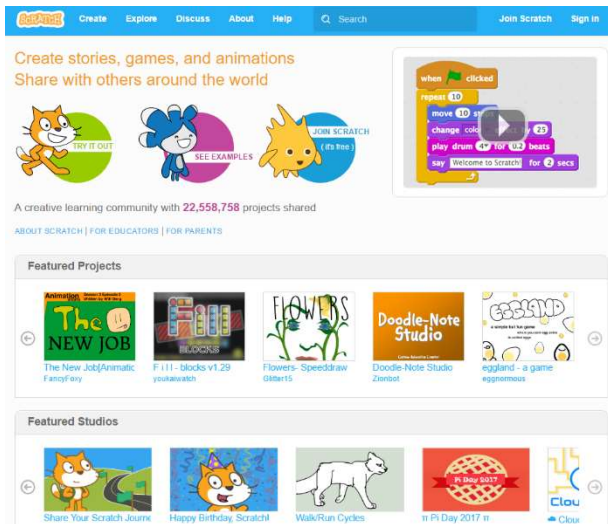 SCRATCH Create Explore Discuss About Help Search Join Scratch Sign in
Create stories, games, and animations
Share with others around the world
TRY IT OUT
SEE EXAMPLES
JOIN SCRATCH
( it's free )
when clicked
repeat 10
move 10
change by 25
play drum 4 for 0.2 beats
say Welcome to Scratch! for 2 secs
A creative learning community with 22,558,758 projects shared
ABOUT SCRATCH | FOR EDUCATORS | FOR PARENTS
Featured Projects
Animation
The
NEW JOB
Fill
BLOCKS
FLOWERS
Doodle-Note
Studio
EGGLAND
The New Job[Animatic
F i l l - blocks v1.29
Flowers- Speeddraw
Doodle-Note Studio
eggland - a game
FancyFoxy
youkaiwatch
Glitter15
Zionbot
eggnormous
Featured Studios
Pi Day 2017
Clou
Share Your Scratch Journe
Happy Birthday, Scratch!
Walk/Run Cycles
π Pi Day 2017 π
Clou